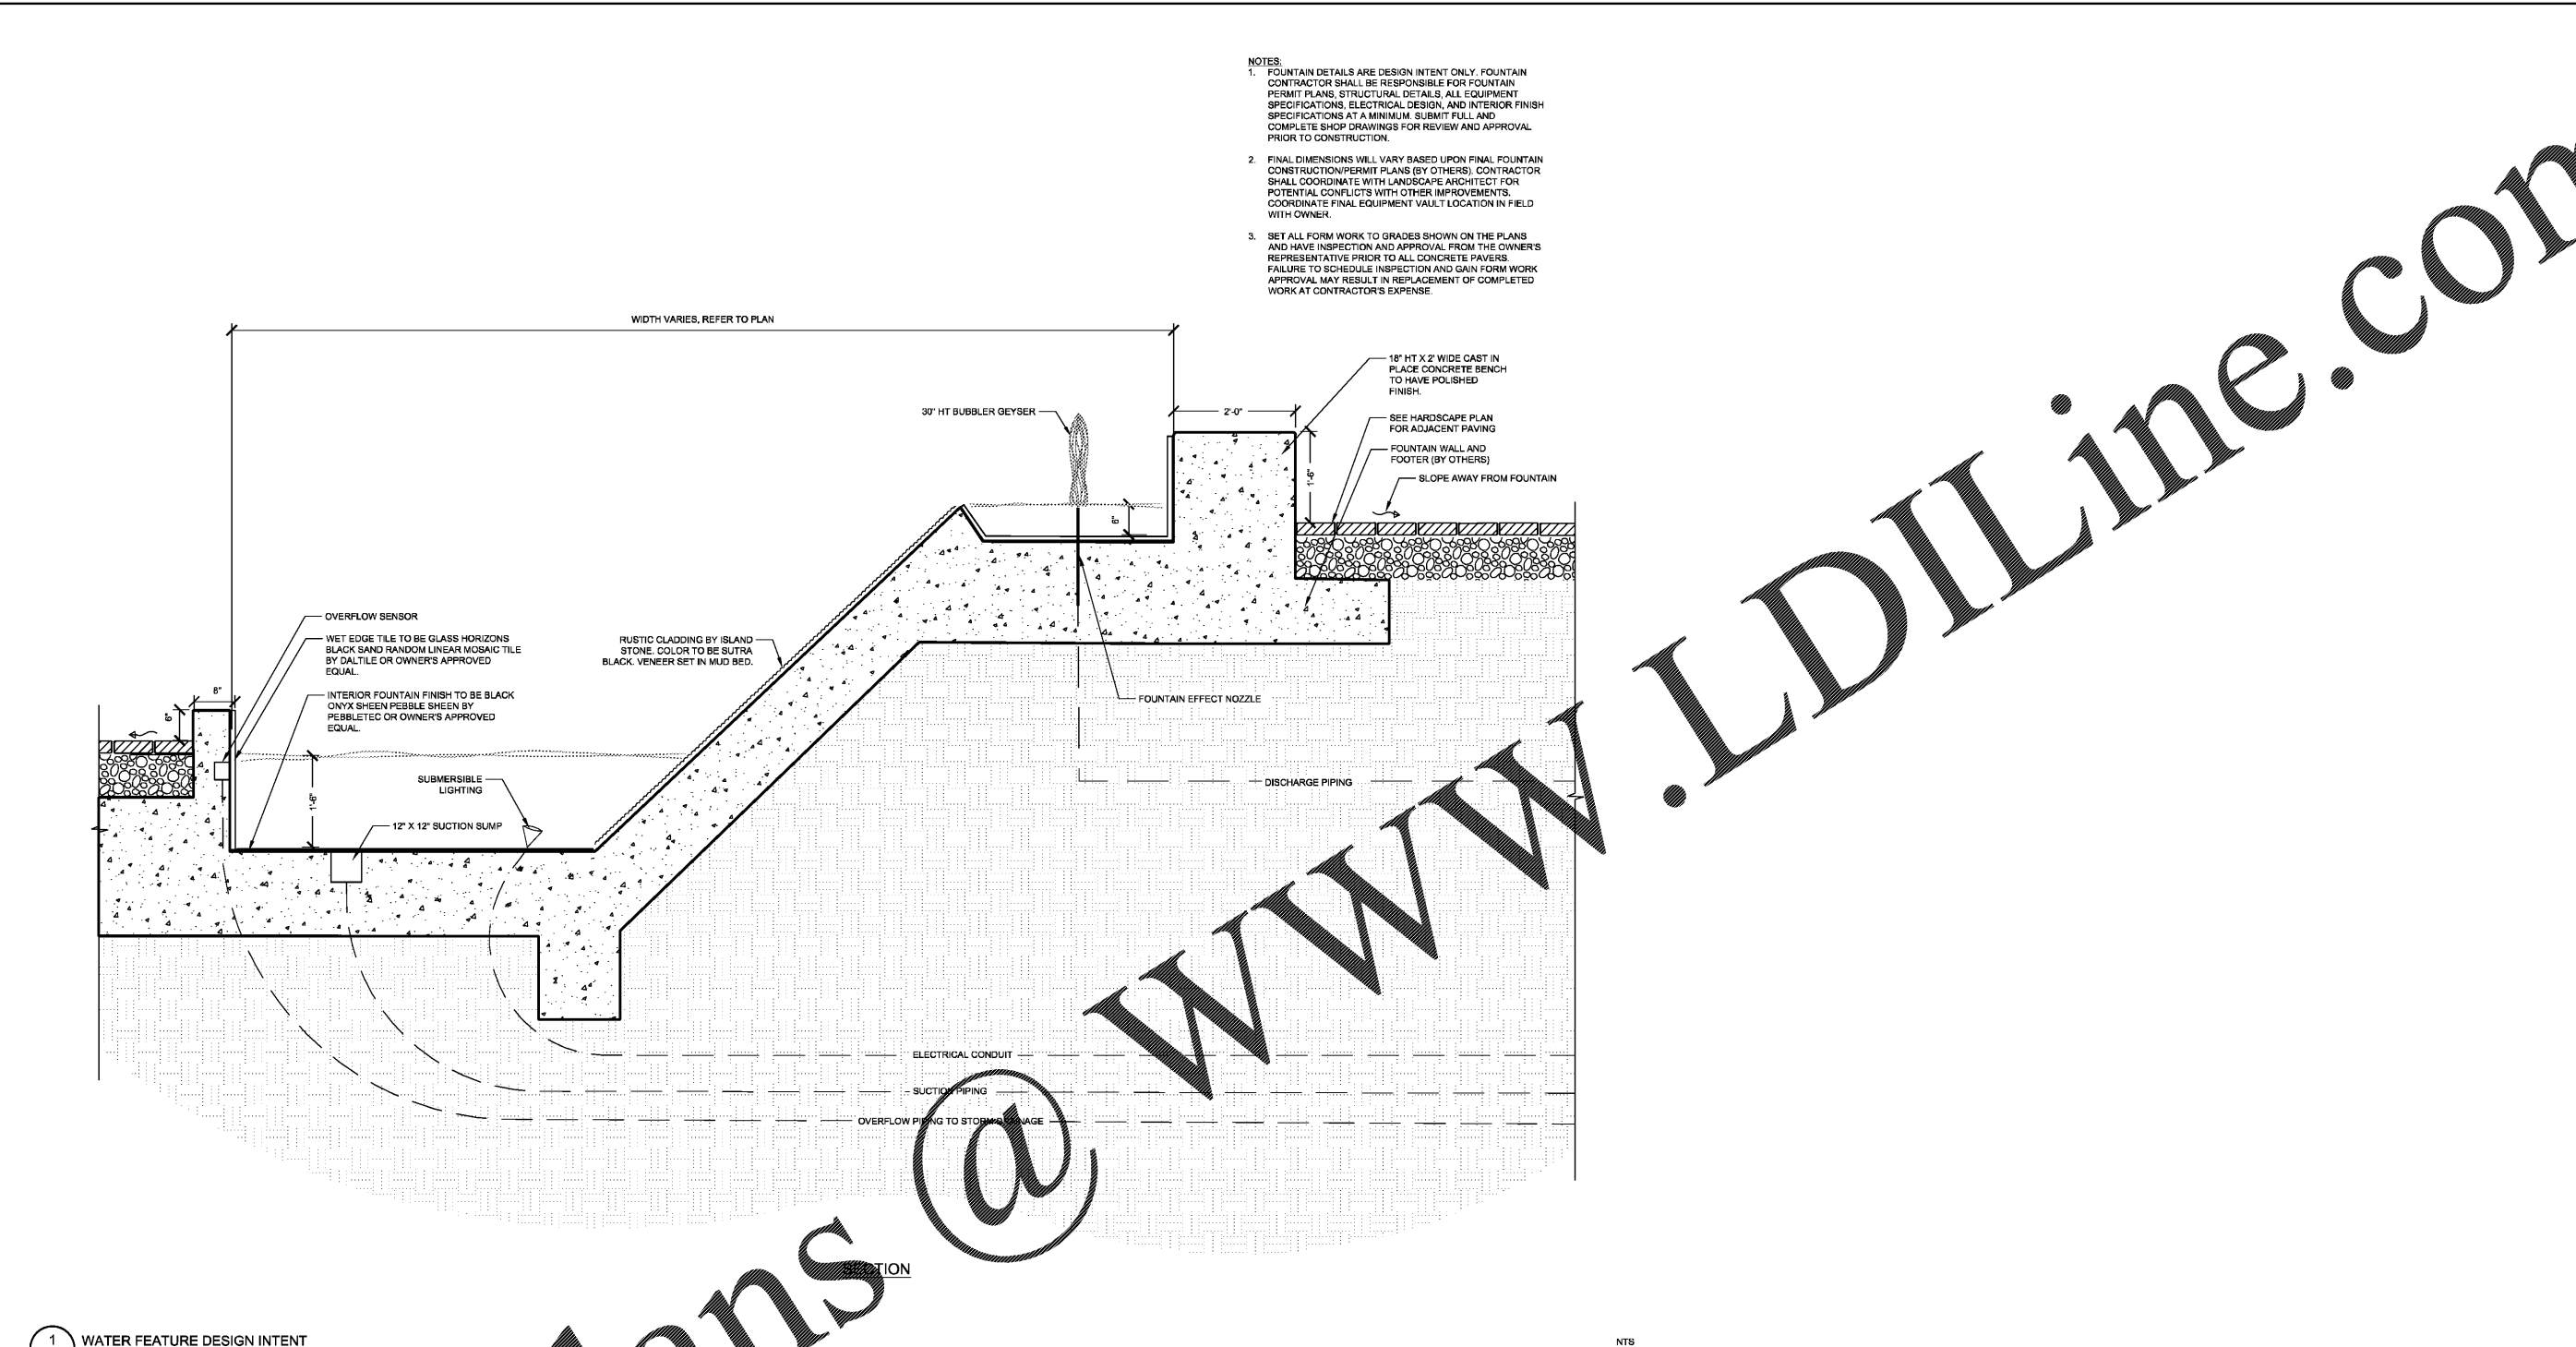 NOTES:
1. FOUNTAIN DETAILS ARE DESIGN INTENT ONLY. FOUNTAIN
CONTRACTOR SHALL BE RESPONSIBLE FOR FOUNTAIN
PERMIT PLANS, STRUCTURAL DETAILS, ALL EQUIPMENT
SPECIFICATIONS, ELECTRICAL DESIGN, AND INTERIOR FINISH
SPECIFICATIONS AT A MINIMUM. SUBMIT FULL AND
COMPLETE SHOP DRAWINGS FOR REVIEW AND APPROVAL
PRIOR TO CONSTRUCTION.
2. FINAL DIMENSIONS WILL VARY BASED UPON FINAL FOUNTAIN
CONSTRUCTION/PERMIT PLANS (BY OTHERS). CONTRACTOR
SHALL COORDINATE WITH LANDSCAPE ARCHITECT FOR
POTENTIAL CONFLICTS WITH OTHER IMPROVEMENTS.
COORDINATE FINAL EQUIPMENT VAULT LOCATION IN FIELD
WITH OWNER.
3. SET ALL FORM WORK TO GRADES SHOWN ON THE PLANS
AND HAVE INSPECTION AND APPROVAL FROM THE OWNER'S
REPRESENTATIVE PRIOR TO ALL CONCRETE PAVERS.
FAILURE TO SCHEDULE INSPECTION AND GAIN FORM WORK
APPROVAL MAY RESULT IN REPLACEMENT OF COMPLETED
WORK AT CONTRACTOR'S EXPENSE.
WIDTH VARIES, REFER TO PLAN
18" HT X 2' WIDE CAST IN
PLACE CONCRETE BENCH
TO HAVE POLISHED
FINISH.
30" HT BUBBLER GEYSER
2'-0"
SEE HARDSCAPE PLAN
FOR ADJACENT PAVING
FOUNTAIN WALL AND
FOOTER (BY OTHERS)
SLOPE AWAY FROM FOUNTAIN
1'-6"
6"
OVERFLOW SENSOR
WET EDGE TILE TO BE GLASS HORIZONS
BLACK SAND RANDOM LINEAR MOSAIC TILE
BY DALTILE OR OWNER'S APPROVED
EQUAL.
RUSTIC CLADDING BY ISLAND
STONE. COLOR TO BE SUTRA
BLACK. VENEER SET IN MUD BED.
8"
6"
INTERIOR FOUNTAIN FINISH TO BE BLACK
ONYX SHEEN PEBBLE SHEEN BY
PEBBLETEC OR OWNER'S APPROVED
EQUAL.
FOUNTAIN EFFECT NOZZLE
SUBMERSIBLE
LIGHTING
DISCHARGE PIPING
1'-6"
12" X 12" SUCTION SUMP
ELECTRICAL CONDUIT
SUCTION PIPING
OVERFLOW PIPING TO STORM DRAINAGE
SECTION
1 WATER FEATURE DESIGN INTENT
NTS
@ www.LDILine.com